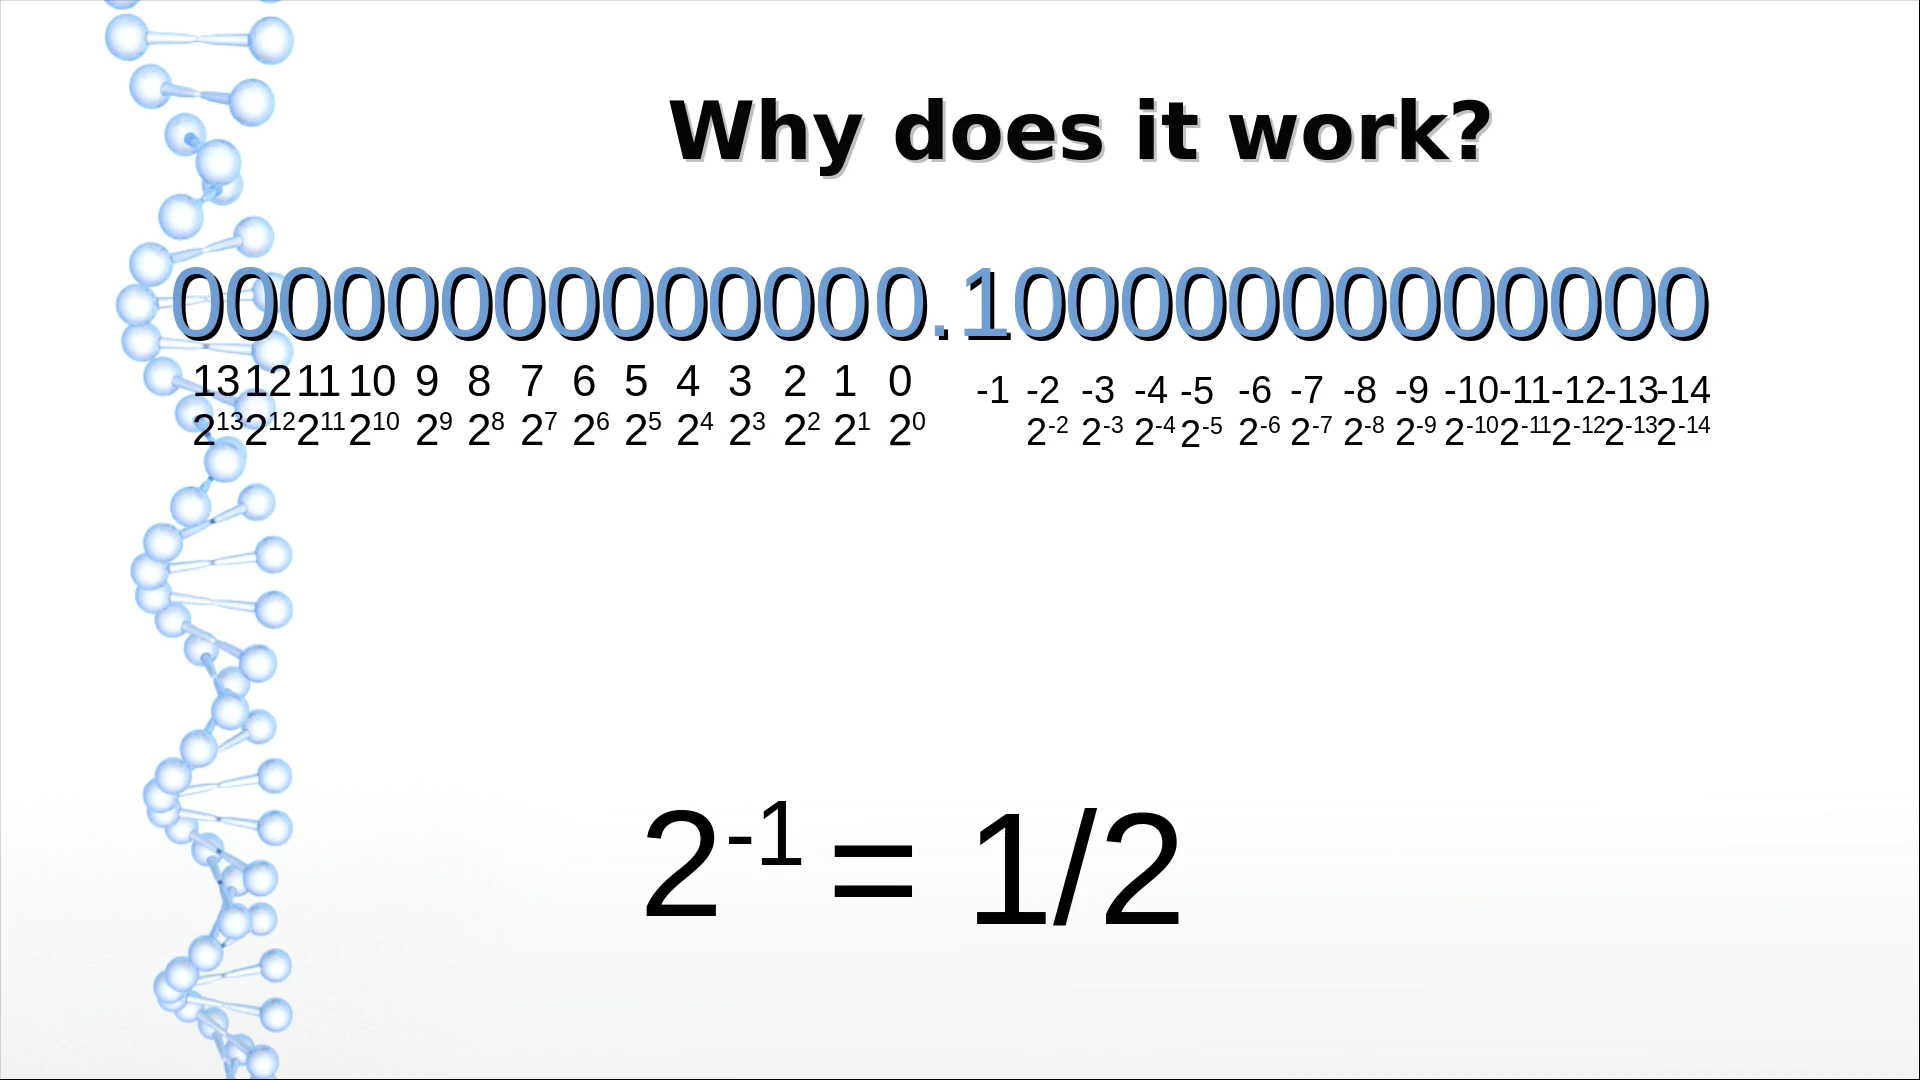 Why does it work?
00000000000000.10000000000000
13 12 11 10 9 8 7 6 5 4 3 2 1 0 -1 -2 -3 -4 -5 -6 -7 -8 -9 -10 -11 -12 -13 -14
2¹³ 2¹² 2¹¹ 2¹⁰ 2⁹ 2⁸ 2⁷ 2⁶ 2⁵ 2⁴ 2³ 2² 2¹ 2⁰ 2⁻² 2⁻³ 2⁻⁴ 2⁻⁵ 2⁻⁶ 2⁻⁷ 2⁻⁸ 2⁻⁹ 2⁻¹⁰ 2⁻¹¹ 2⁻¹² 2⁻¹³ 2⁻¹⁴
2⁻¹ = 1/2